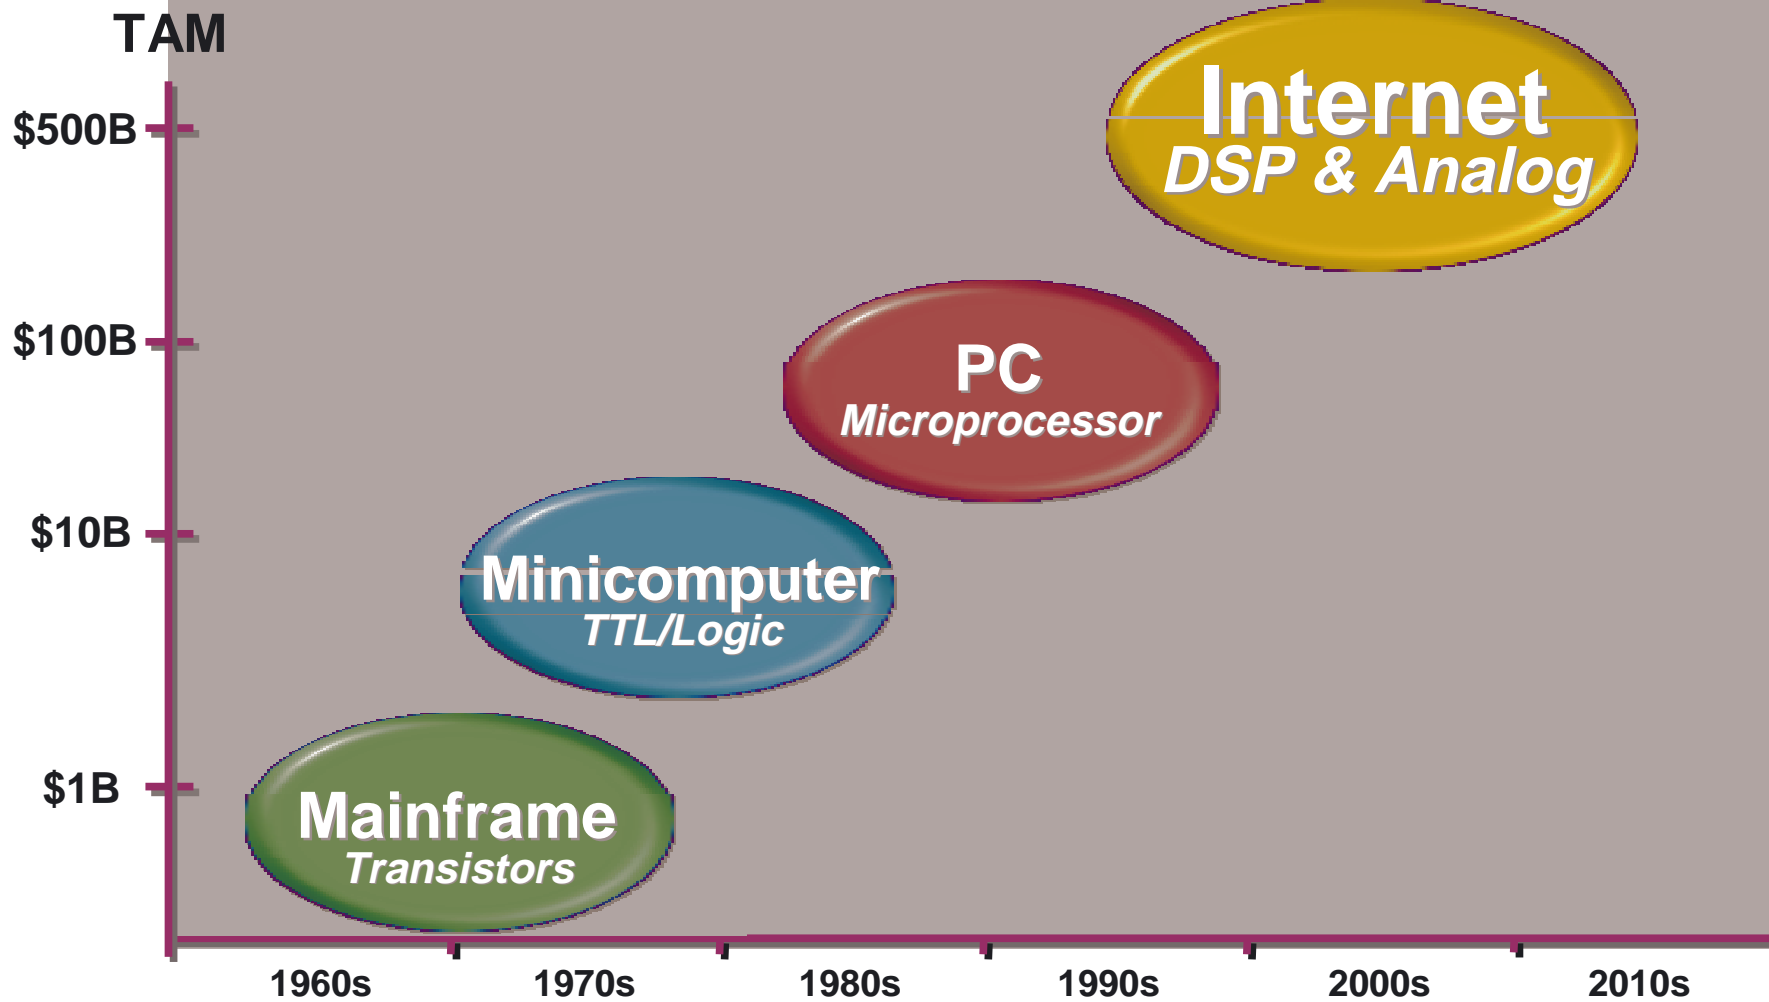 TAM
$500B
Internet
DSP & Analog
$100B
PC
Microprocessor
$10B
Minicomputer
TTL/Logic
$1B
Mainframe
Transistors
1960s 1970s 1980s 1990s 2000s 2010s